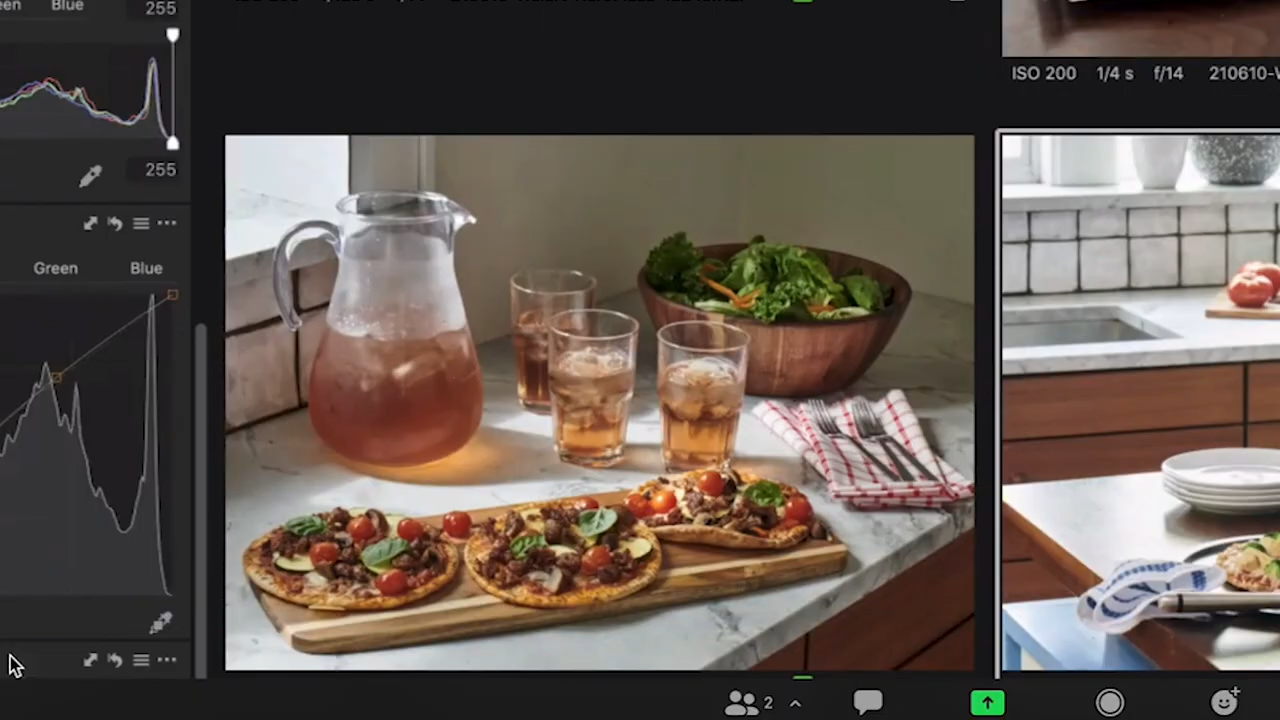 Blue
255
ISO 200 1/4 s f/14 210610-
255
Green Blue
2